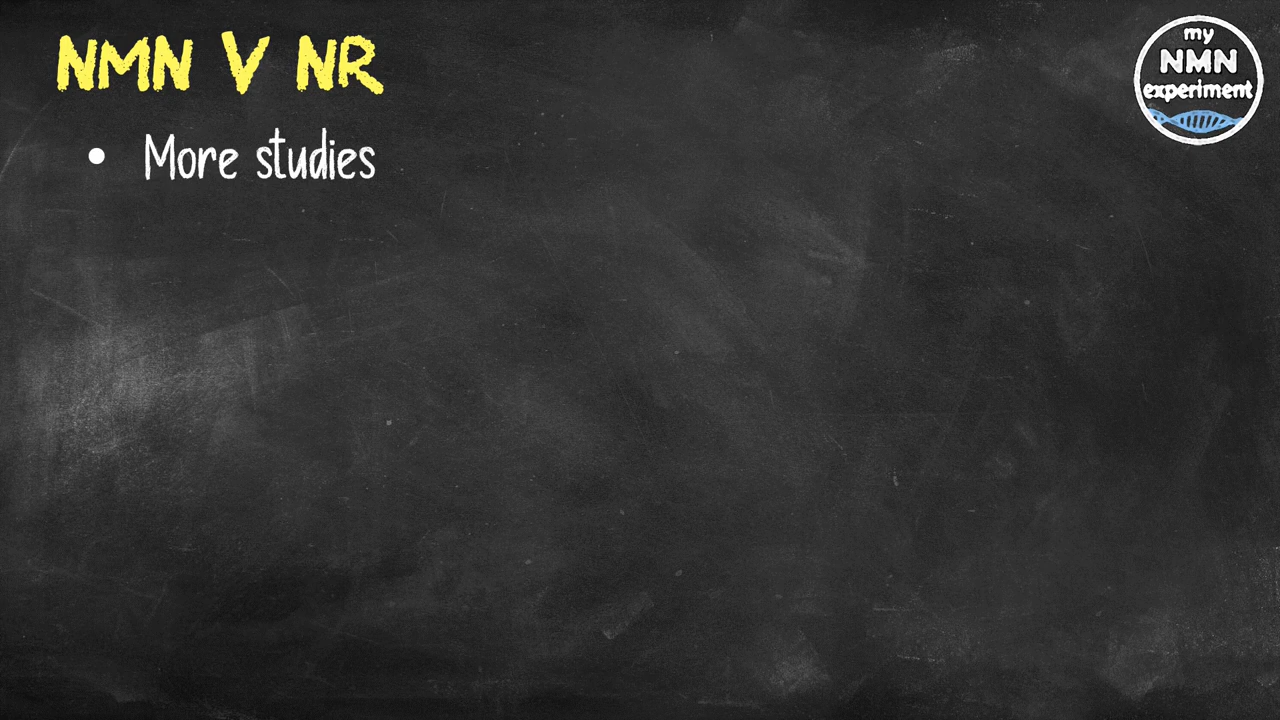 NMN V NR
• More studies
my
NMN
experiment